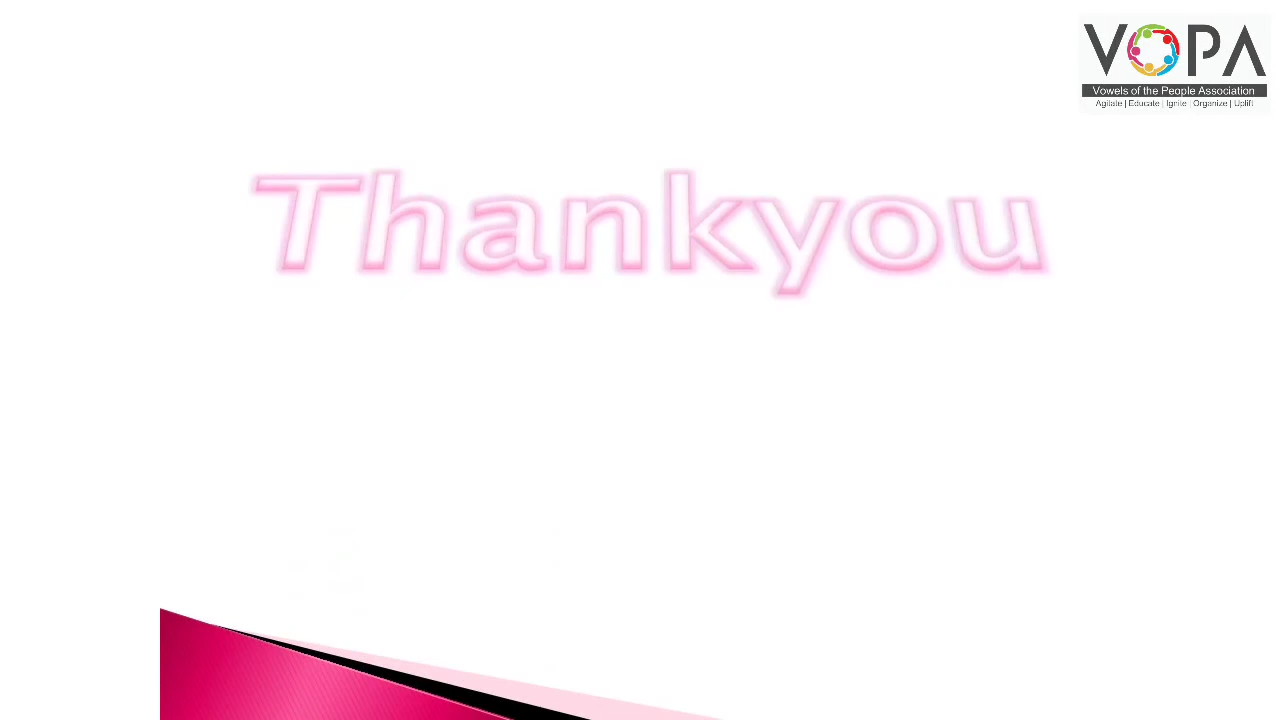 VOPA
Vowels of the People Association
Agitate | Educate | Ignite | Organize | Uplift
Thankyou